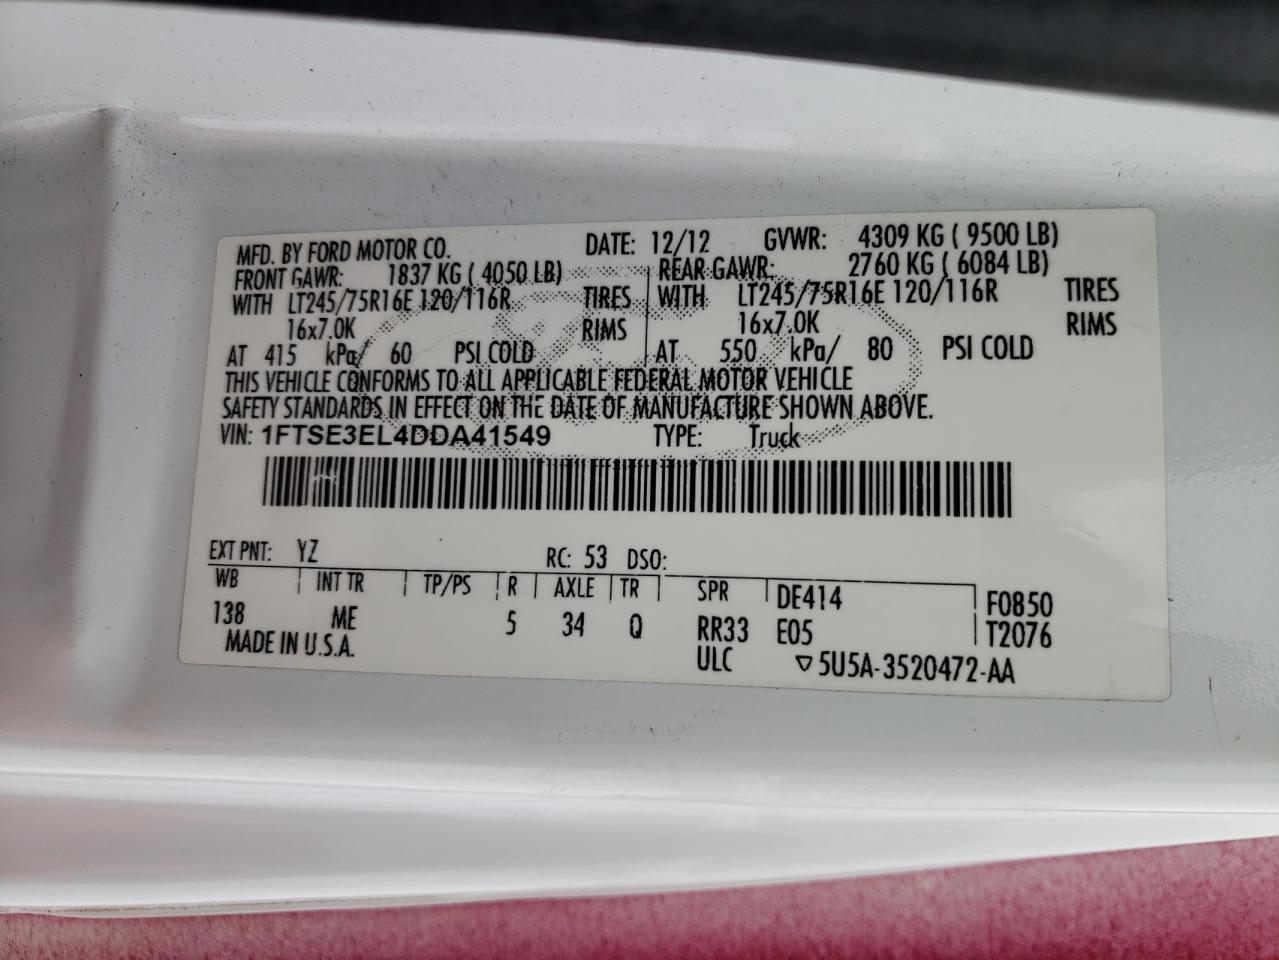 MFD. BY FORD MOTOR CO. DATE: 12/12 GVWR: 4309 KG ( 9500 LB)
FRONT GAWR: 1837 KG ( 4050 LB) REAR GAWR: 2760 KG ( 6084 LB)
WITH LT245/75R16E 120/116R TIRES WITH LT245/75R16E 120/116R TIRES
16x7.0K RIMS 16x7.0K RIMS
AT 415 kPa/ 60 PSI COLD AT 550 kPa/ 80 PSI COLD
THIS VEHICLE CONFORMS TO ALL APPLICABLE FEDERAL MOTOR VEHICLE
SAFETY STANDARDS IN EFFECT ON THE DATE OF MANUFACTURE SHOWN ABOVE.
VIN: 1FTSE3EL4DDA41549 TYPE: Truck
EXT PNT: YZ RC: 53 DSO:
WB INT TR TP/PS R AXLE TR SPR DE414 F0850
138 ME 5 34 Q RR33 E05 T2076
MADE IN U.S.A. ULC ▽5U5A-3520472-AA